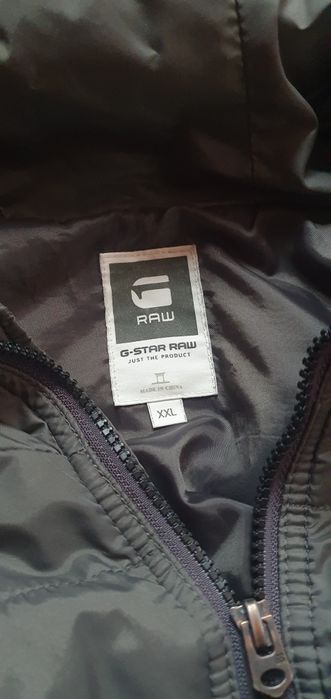 G
RAW
G-STAR RAW
JUST THE PRODUCT
MADE IN CHINA
XXL